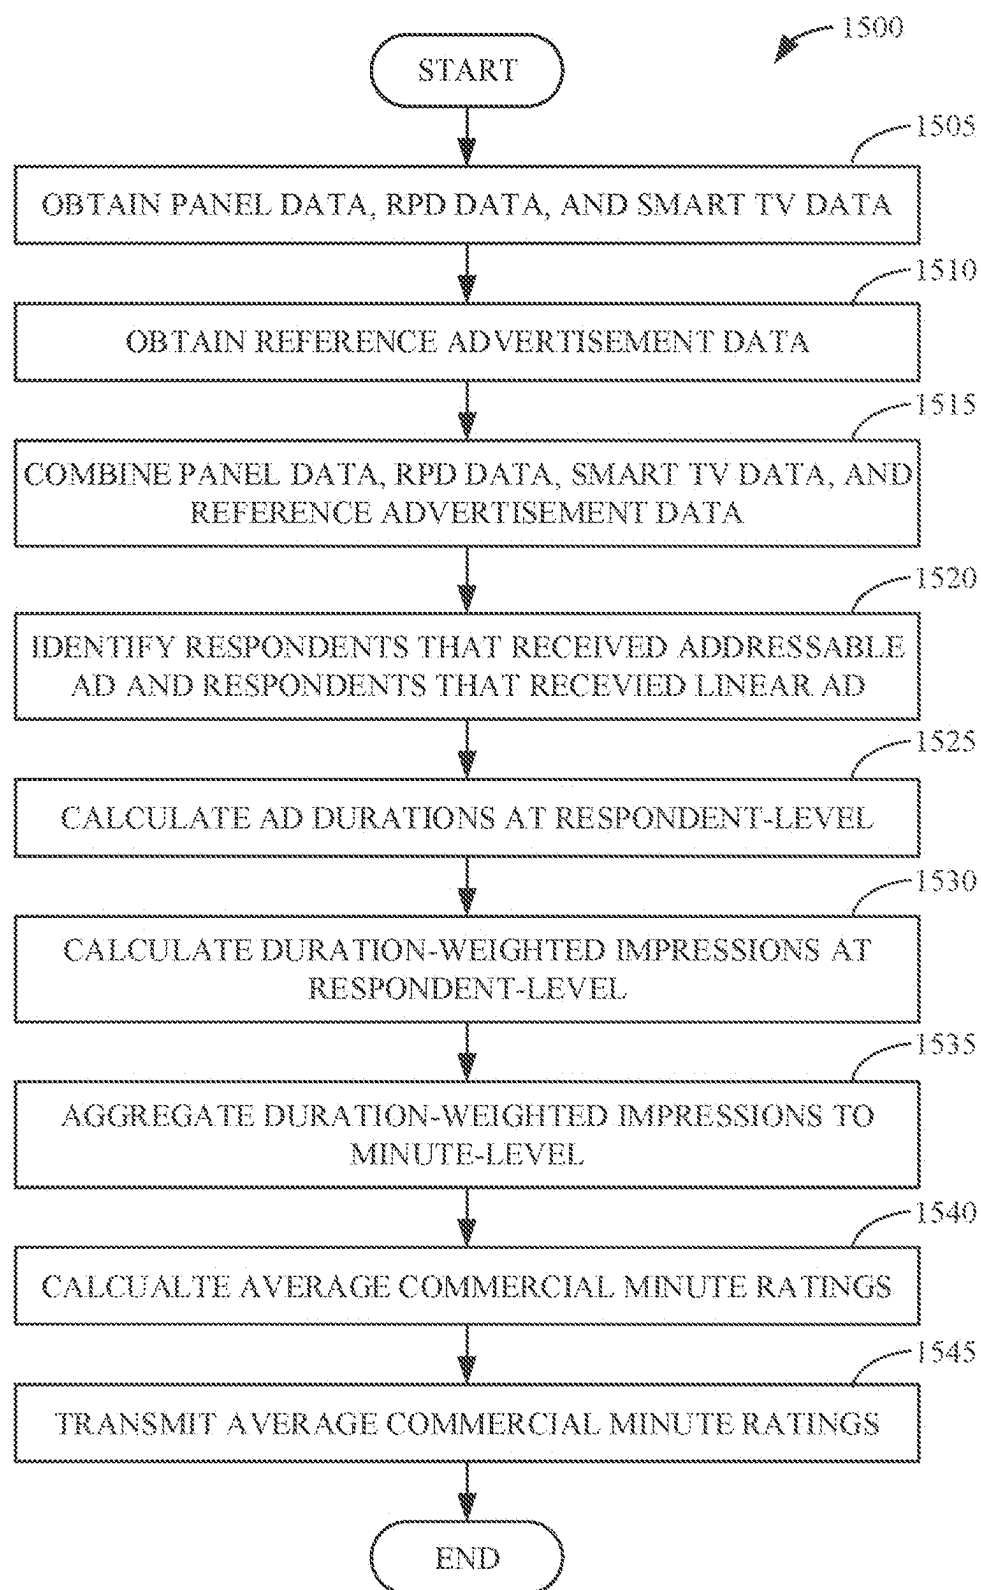 1500
START
1505
OBTAIN PANEL DATA, RPD DATA, AND SMART TV DATA
1510
OBTAIN REFERENCE ADVERTISEMENT DATA
1515
COMBINE PANEL DATA, RPD DATA, SMART TV DATA, AND
REFERENCE ADVERTISEMENT DATA
1520
IDENTIFY RESPONDENTS THAT RECEIVED ADDRESSABLE
AD AND RESPONDENTS THAT RECEVIED LINEAR AD
1525
CALCULATE AD DURATIONS AT RESPONDENT-LEVEL
1530
CALCULATE DURATION-WEIGHTED IMPRESSIONS AT
RESPONDENT-LEVEL
1535
AGGREGATE DURATION-WEIGHTED IMPRESSIONS TO
MINUTE-LEVEL
1540
CALCUALTE AVERAGE COMMERCIAL MINUTE RATINGS
1545
TRANSMIT AVERAGE COMMERCIAL MINUTE RATINGS
END